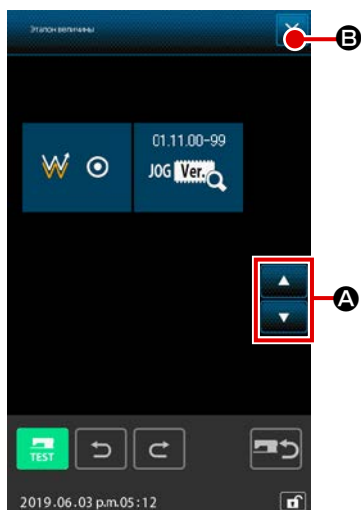 Эталон величины
B
01.11.00-99
JOG Ver.
A
TEST
2019.06.03 p.m.05:12